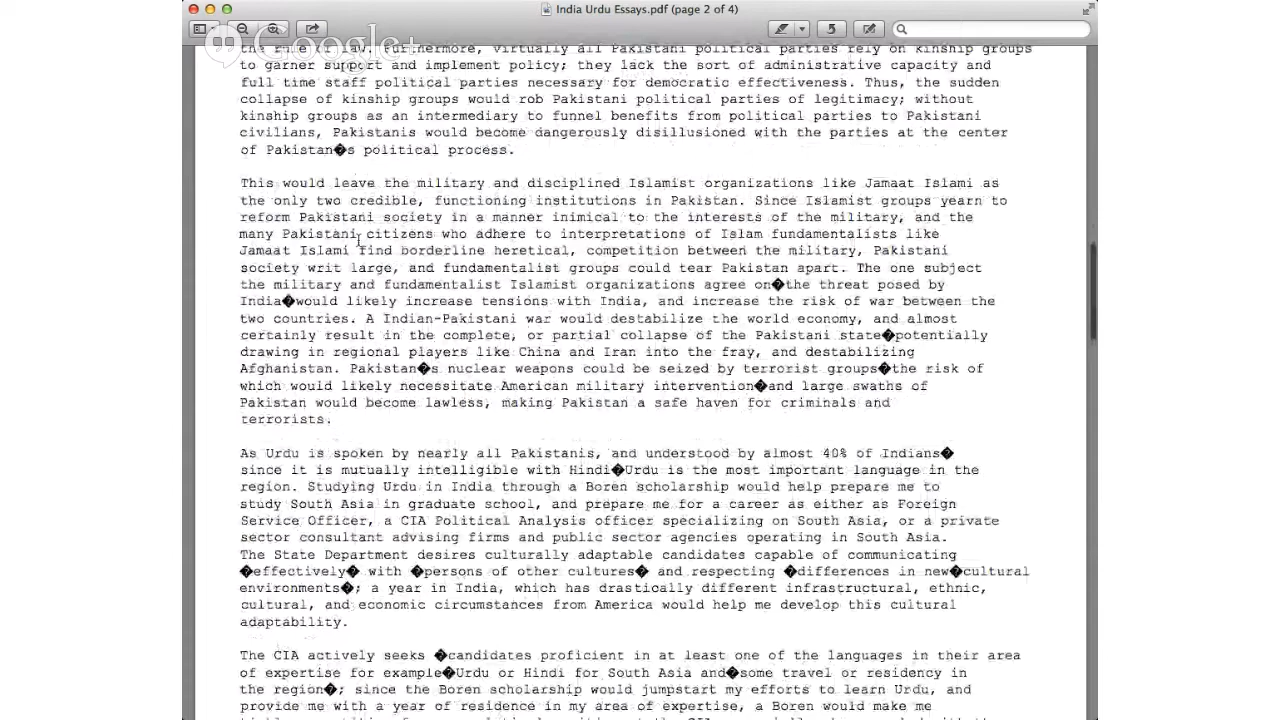 India Urdu Essays.pdf (page 2 of 4)
Google+
the rule of law. Furthermore, virtually all Pakistani political parties rely on kinship groups
to garner support and implement policy; they lack the sort of administrative capacity and
full time staff political parties necessary for democratic effectiveness. Thus, the sudden
collapse of kinship groups would rob Pakistani political parties of legitimacy; without
kinship groups as an intermediary to funnel benefits from political parties to Pakistani
civilians, Pakistanis would become dangerously disillusioned with the parties at the center
of Pakistan�s political process.
This would leave the military and disciplined Islamist organizations like Jamaat Islami as
the only two credible, functioning institutions in Pakistan. Since Islamist groups yearn to
reform Pakistani society in a manner inimical to the interests of the military, and the
many Pakistani citizens who adhere to interpretations of Islam fundamentalists like
Jamaat Islami find borderline heretical, competition between the military, Pakistani
society writ large, and fundamentalist groups could tear Pakistan apart. The one subject
the military and fundamentalist Islamist organizations agree on�the threat posed by
India�would likely increase tensions with India, and increase the risk of war between the
two countries. A Indian-Pakistani war would destabilize the world economy, and almost
certainly result in the complete, or partial collapse of the Pakistani state�potentially
drawing in regional players like China and Iran into the fray, and destabilizing
Afghanistan. Pakistan�s nuclear weapons could be seized by terrorist groups�the risk of
which would likely necessitate American military intervention�and large swaths of
Pakistan would become lawless, making Pakistan a safe haven for criminals and
terrorists.
As Urdu is spoken by nearly all Pakistanis, and understood by almost 40% of Indians�
since it is mutually intelligible with Hindi�Urdu is the most important language in the
region. Studying Urdu in India through a Boren scholarship would help prepare me to
study South Asia in graduate school, and prepare me for a career as either as Foreign
Service Officer, a CIA Political Analysis officer specializing on South Asia, or a private
sector consultant advising firms and public sector agencies operating in South Asia.
The State Department desires culturally adaptable candidates capable of communicating
�effectively� with �persons of other cultures� and respecting �differences in new�cultural
environments�; a year in India, which has drastically different infrastructural, ethnic,
cultural, and economic circumstances from America would help me develop this cultural
adaptability.
The CIA actively seeks �candidates proficient in at least one of the languages in their area
of expertise for example�Urdu or Hindi for South Asia and�some travel or residency in
the region�; since the Boren scholarship would jumpstart my efforts to learn Urdu, and
provide me with a year of residence in my area of expertise, a Boren would make me